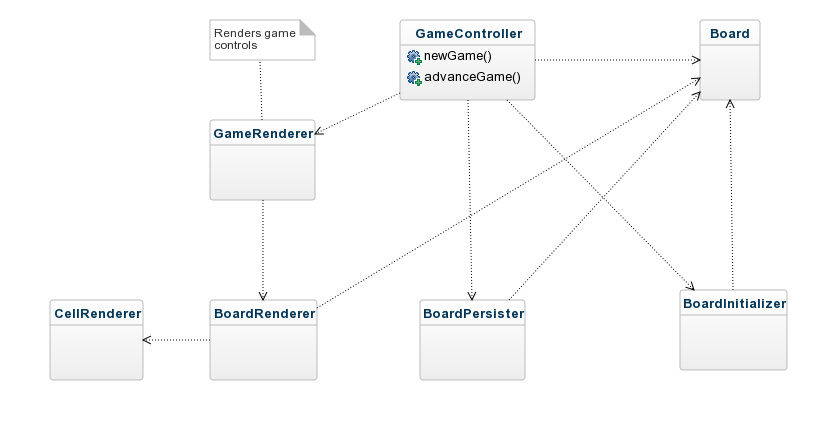 Renders game
controls
GameController
newGame()
advanceGame()
Board
GameRenderer
CellRenderer
BoardRenderer
BoardPersister
BoardInitializer